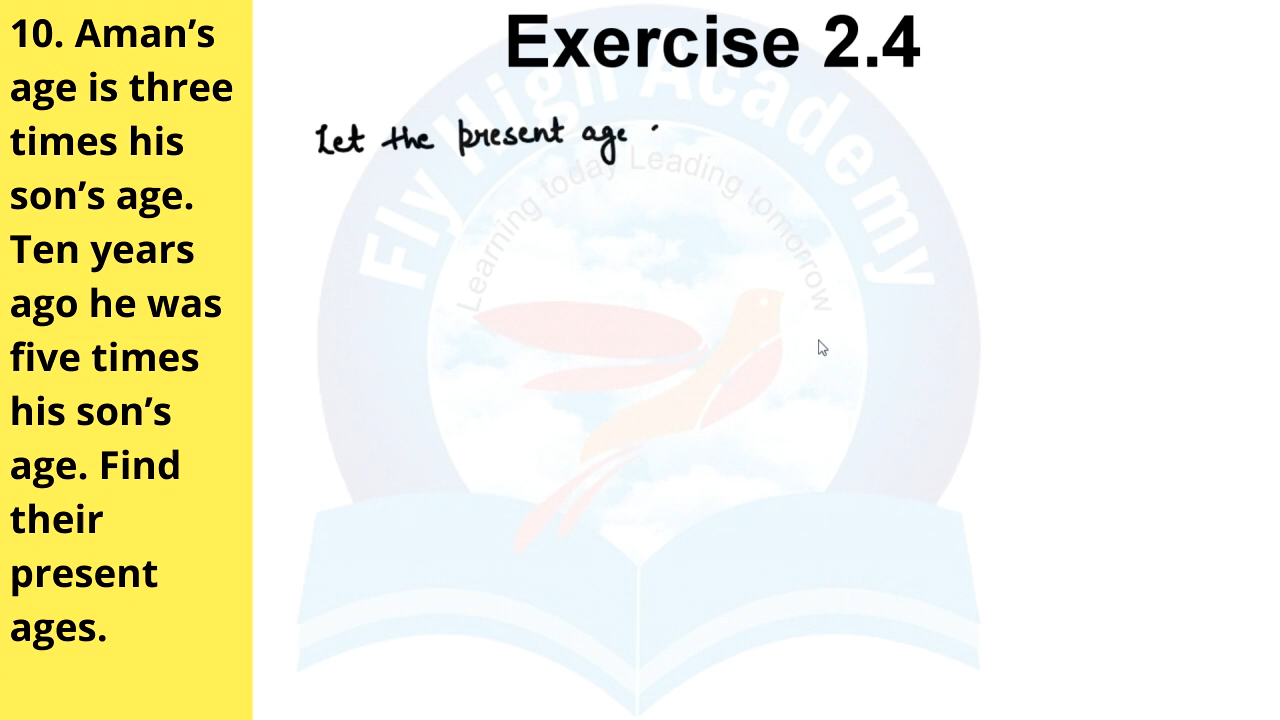 10. Aman’s
age is three
times his
son’s age.
Ten years
ago he was
five times
his son’s
age. Find
their
present
ages.
Exercise 2.4
Let the present age
Fly High Academy
Learning today Leading tomorrow